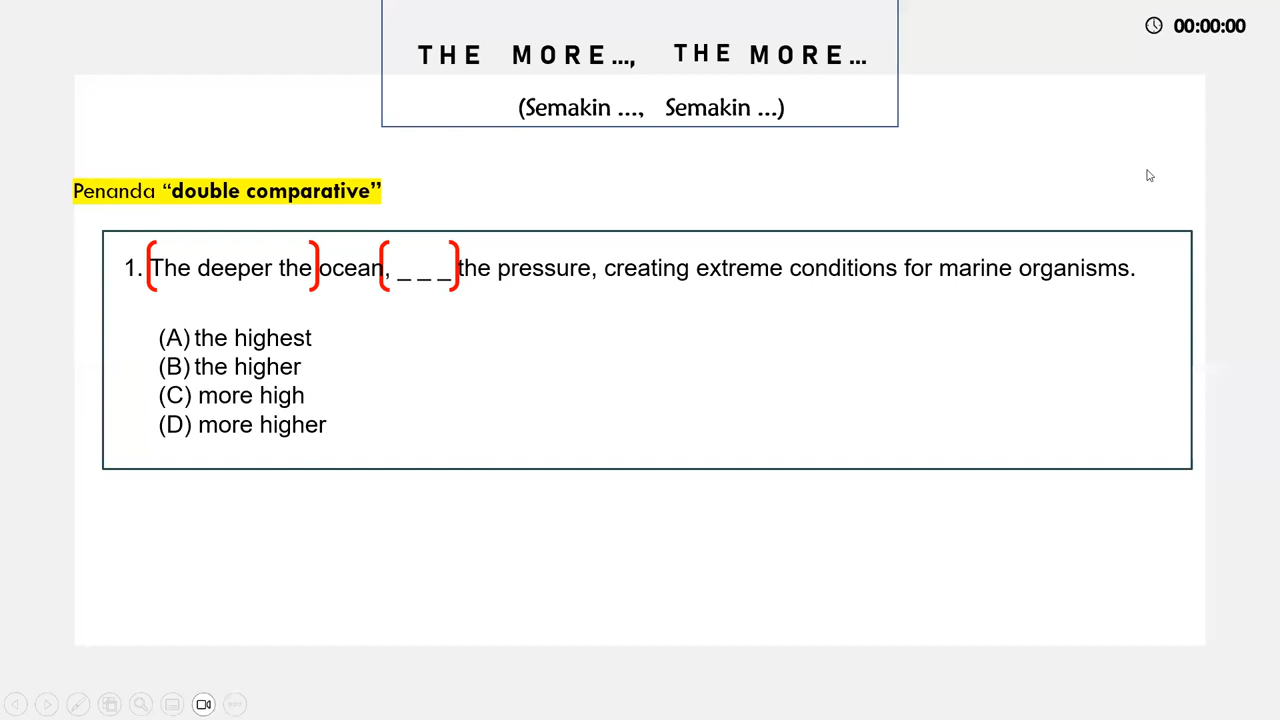 00:00:00
THE MORE…, THE MORE…
(Semakin …, Semakin …)
Penanda “double comparative”
1. The deeper the ocean, _ _ _ the pressure, creating extreme conditions for marine organisms.
(A) the highest
(B) the higher
(C) more high
(D) more higher